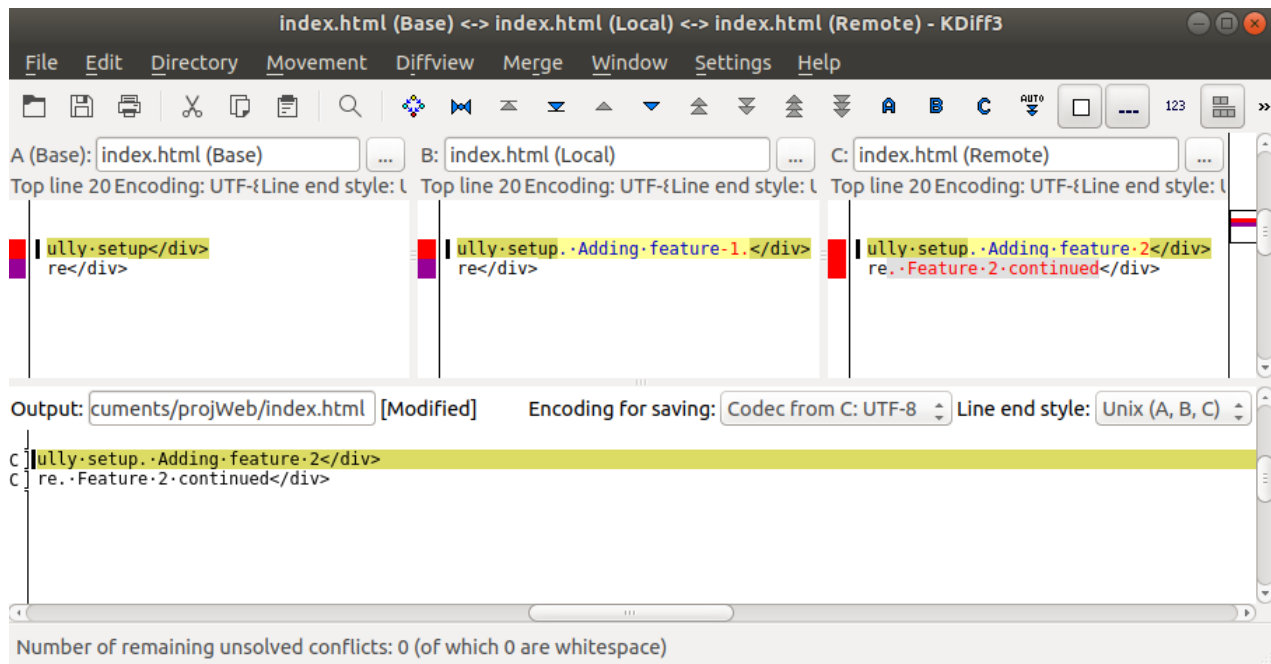 index.html (Base) <-> index.html (Local) <-> index.html (Remote) - KDiff3
File Edit Directory Movement Diffview Merge Window Settings Help
A B C AUTO 123 »
A (Base): index.html (Base) ... B: index.html (Local) ... C: index.html (Remote) ...
Top line 20 Encoding: UTF-8 Line end style: U Top line 20 Encoding: UTF-8 Line end style: U Top line 20 Encoding: UTF-8 Line end style: U
ully·setup</div> ully·setup.·Adding·feature-1.</div> ully·setup.·Adding·feature·2</div>
re</div> re</div> re.·Feature·2·continued</div>
Output: cuments/projWeb/index.html [Modified] Encoding for saving: Codec from C: UTF-8 Line end style: Unix (A, B, C)
C ully·setup.·Adding·feature·2</div>
C re.·Feature·2·continued</div>
Number of remaining unsolved conflicts: 0 (of which 0 are whitespace)